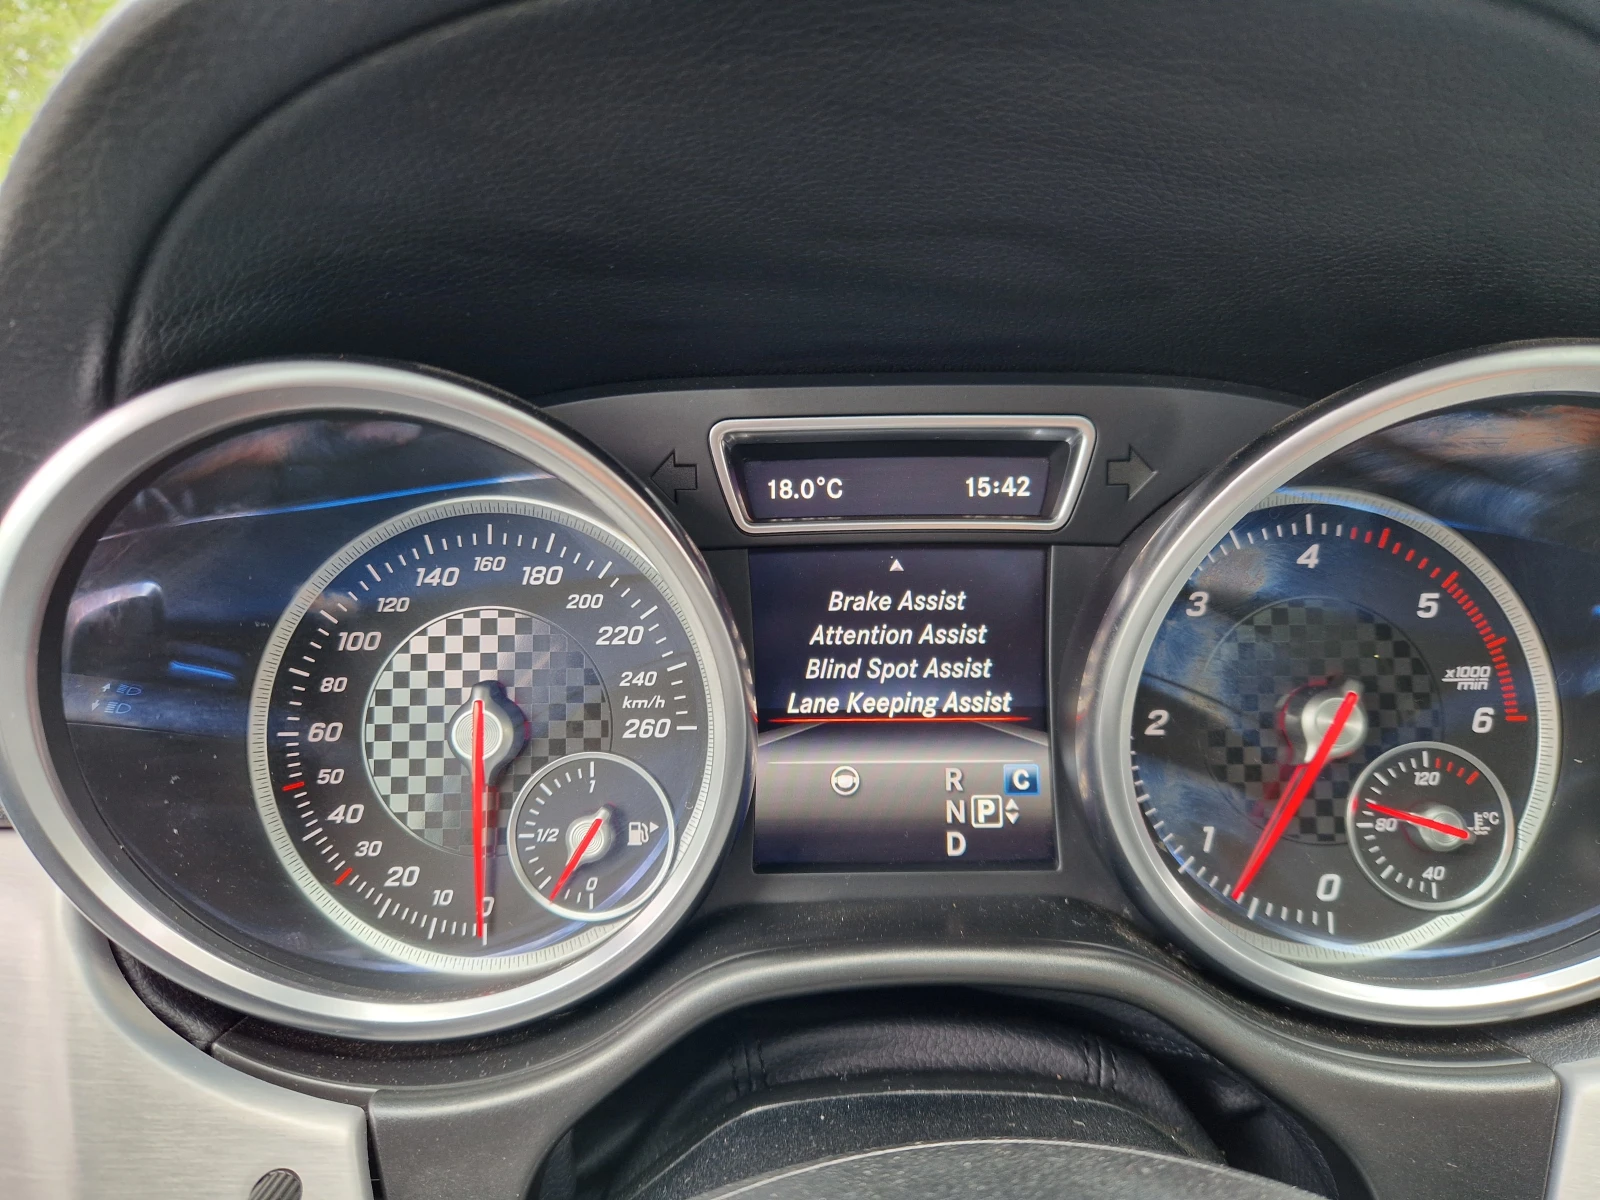 18.0°C 15:42
Brake Assist
Attention Assist
Blind Spot Assist
Lane Keeping Assist
R C
N P
D
0
10
20
30
40
50
60
80
100
120
140
160
180
200
220
240
km/h
260
1
1/2
0
0
1
2
3
4
5
x1000
min
6
120
80
°C
40